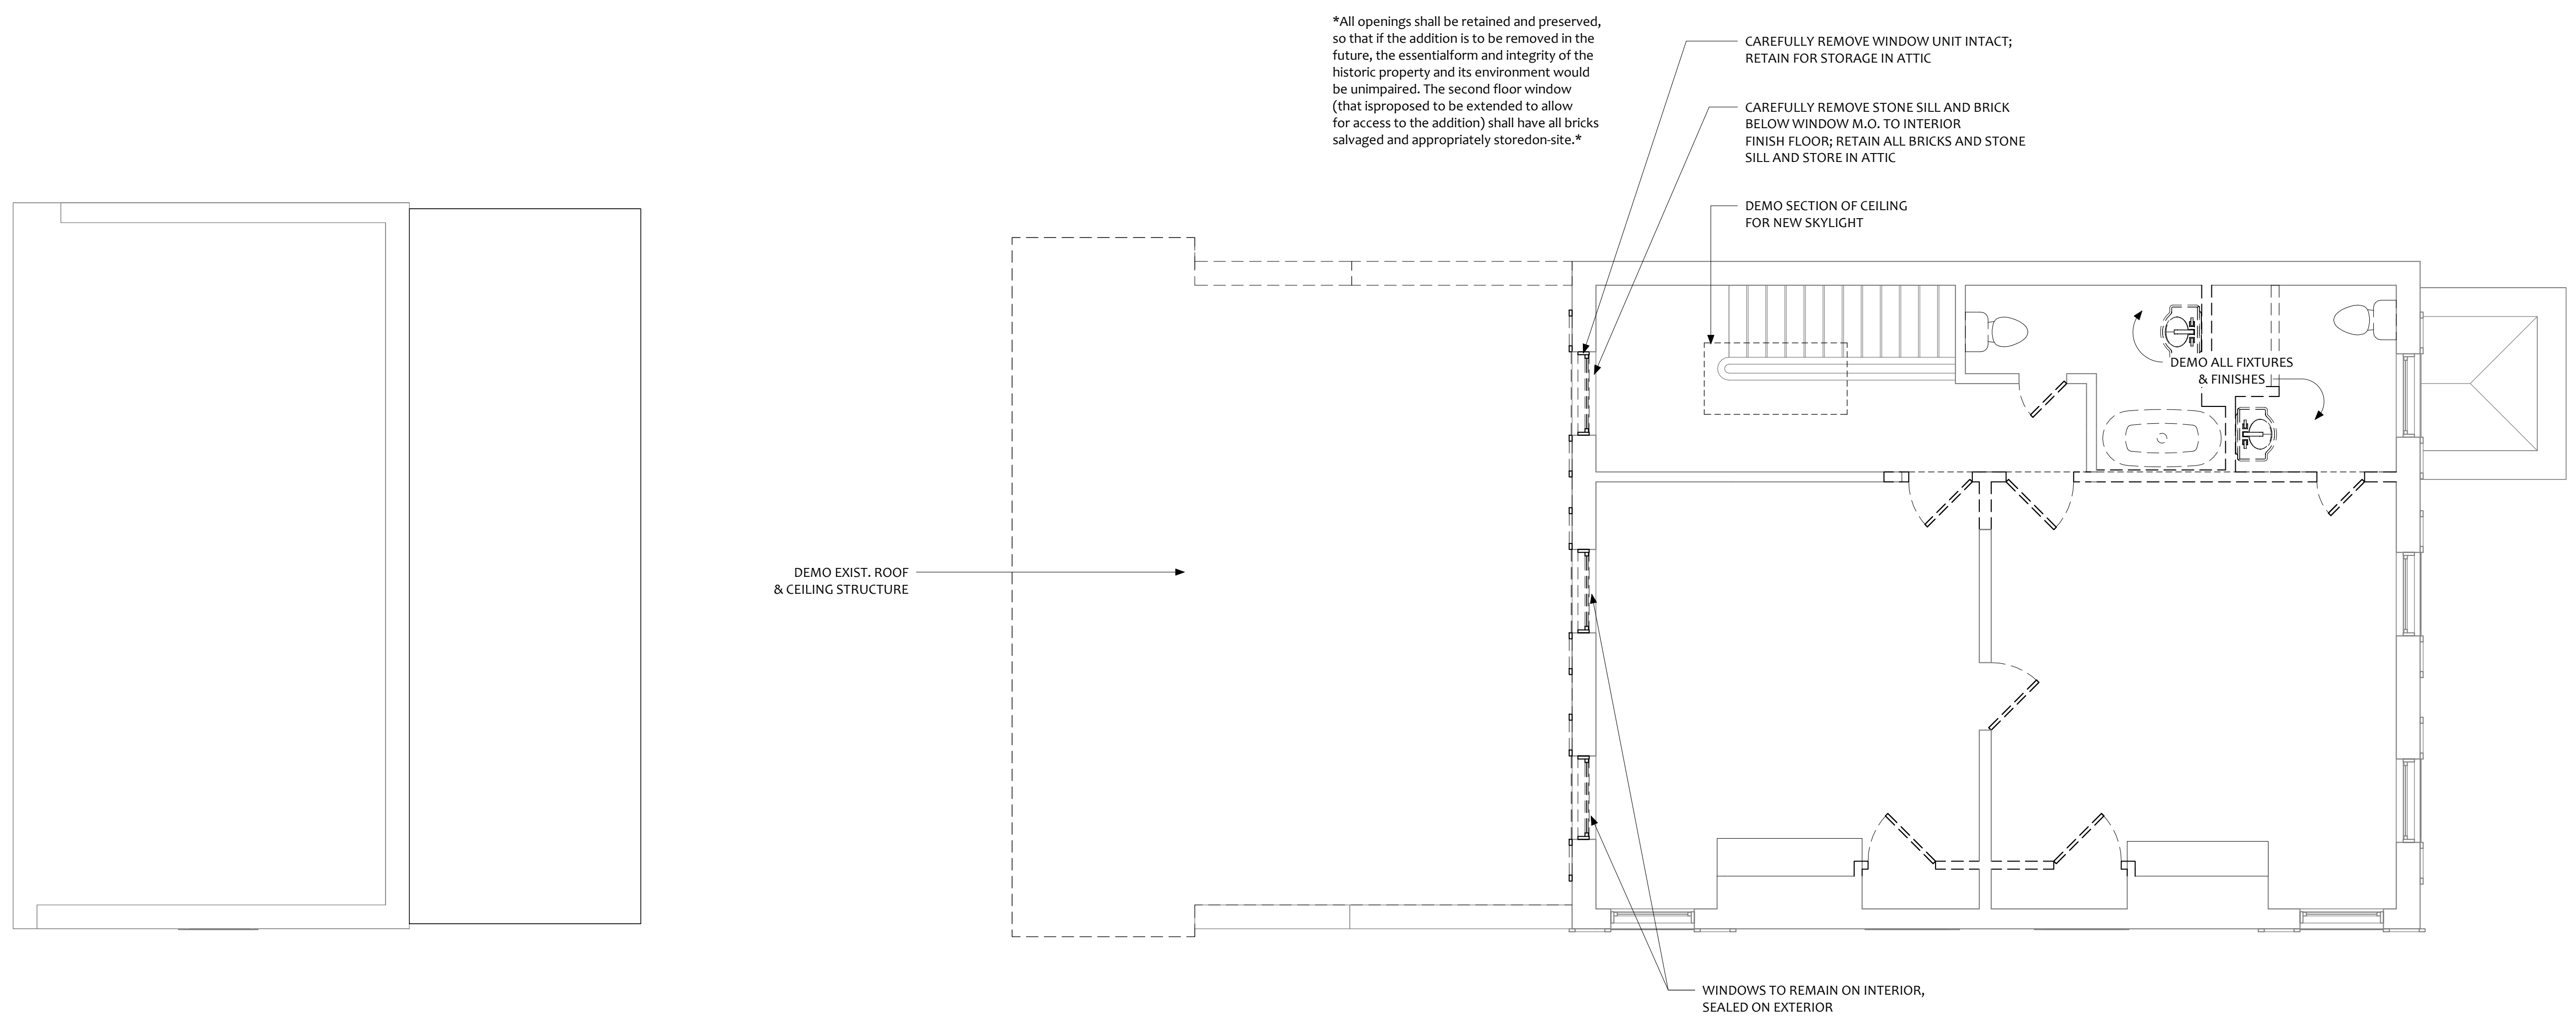 *All openings shall be retained and preserved,
so that if the addition is to be removed in the
future, the essentialform and integrity of the
historic property and its environment would
be unimpaired. The second floor window
(that isproposed to be extended to allow
for access to the addition) shall have all bricks
salvaged and appropriately storedon-site.*
CAREFULLY REMOVE WINDOW UNIT INTACT;
RETAIN FOR STORAGE IN ATTIC
CAREFULLY REMOVE STONE SILL AND BRICK
BELOW WINDOW M.O. TO INTERIOR
FINISH FLOOR; RETAIN ALL BRICKS AND STONE
SILL AND STORE IN ATTIC
DEMO SECTION OF CEILING
FOR NEW SKYLIGHT
DEMO ALL FIXTURES
& FINISHES
DEMO EXIST. ROOF
& CEILING STRUCTURE
WINDOWS TO REMAIN ON INTERIOR,
SEALED ON EXTERIOR